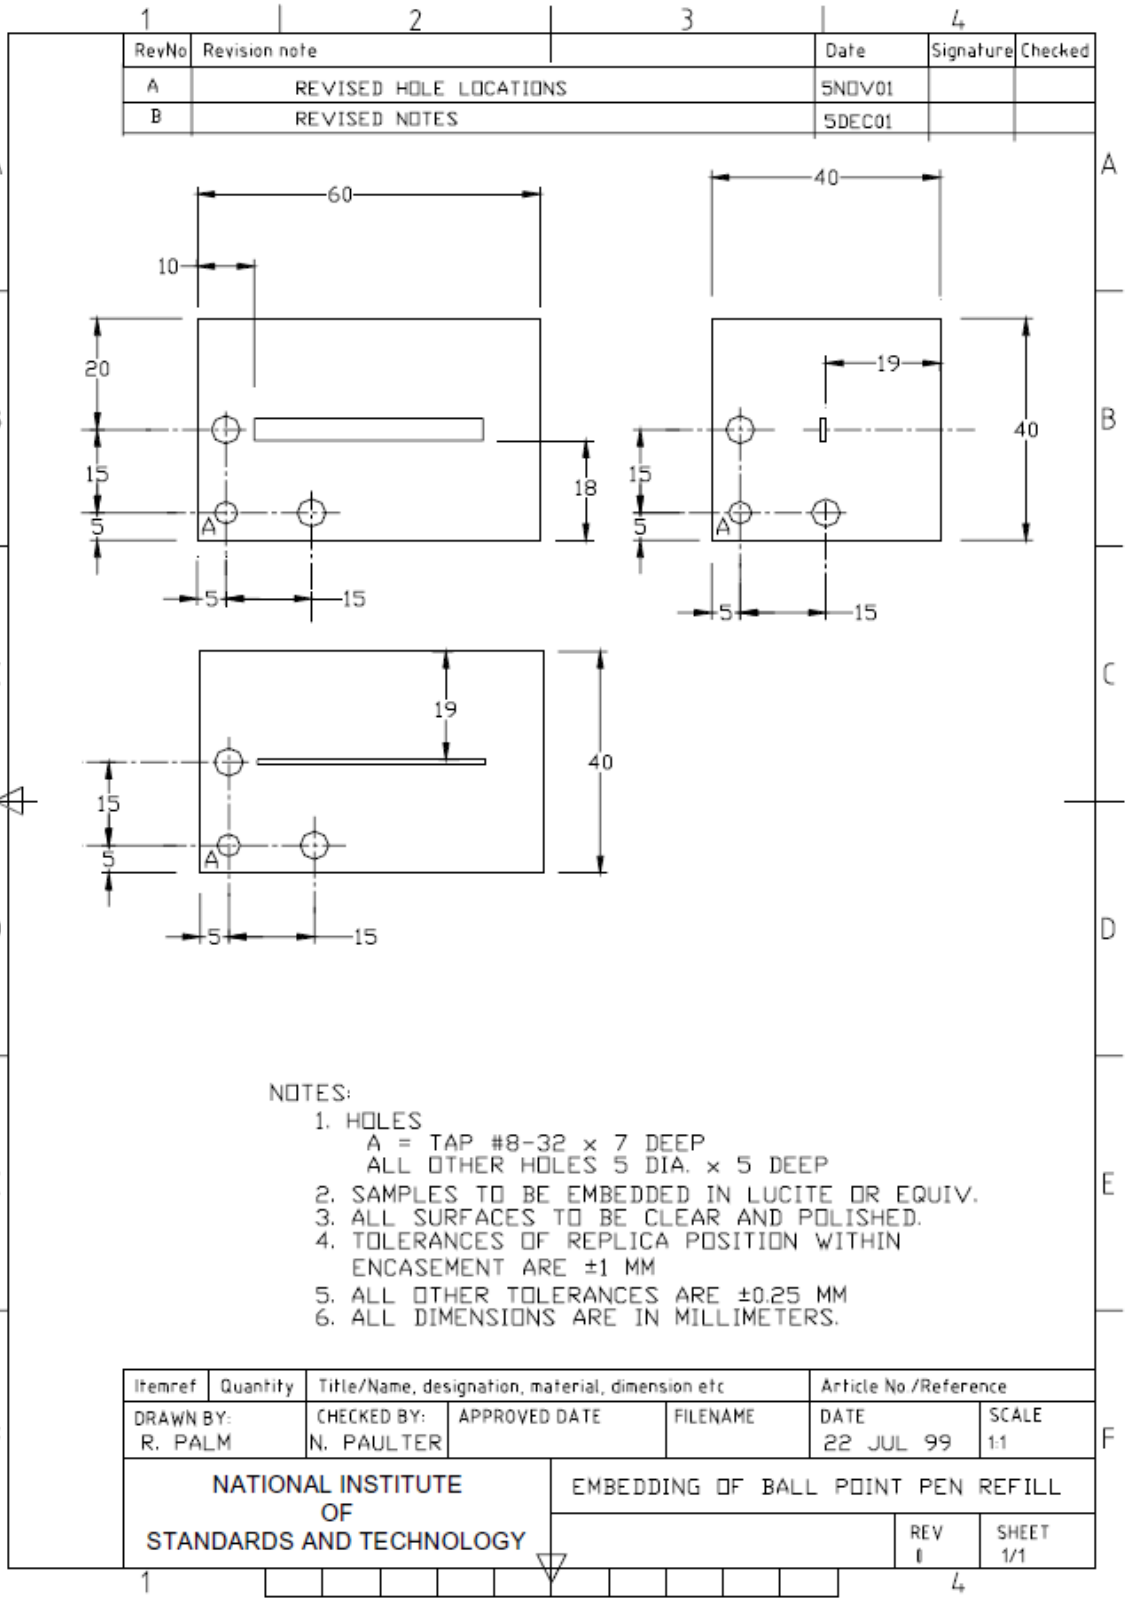 1 2 3 4
RevNo Revision note Date Signature Checked
A REVISED HOLE LOCATIONS 5NOV01
B REVISED NOTES 5DEC01
A
60
40
10
20
19
B
40
15
18
15
5
A
5
A
5 15
5 15
C
19
40
15
5
A
5 15
D
NOTES:
1. HOLES
A = TAP #8-32 x 7 DEEP
ALL OTHER HOLES 5 DIA. x 5 DEEP
E
2. SAMPLES TO BE EMBEDDED IN LUCITE OR EQUIV.
3. ALL SURFACES TO BE CLEAR AND POLISHED.
4. TOLERANCES OF REPLICA POSITION WITHIN
ENCASEMENT ARE ±1 MM
5. ALL OTHER TOLERANCES ARE ±0.25 MM
6. ALL DIMENSIONS ARE IN MILLIMETERS.
Itemref Quantity Title/Name, designation, material, dimension etc Article No./Reference
DRAWN BY: CHECKED BY: APPROVED DATE FILENAME DATE SCALE
R. PALM N. PAULTER 22 JUL 99 1:1
F
NATIONAL INSTITUTE
OF
STANDARDS AND TECHNOLOGY
EMBEDDING OF BALL POINT PEN REFILL
REV SHEET
1/1
1 4